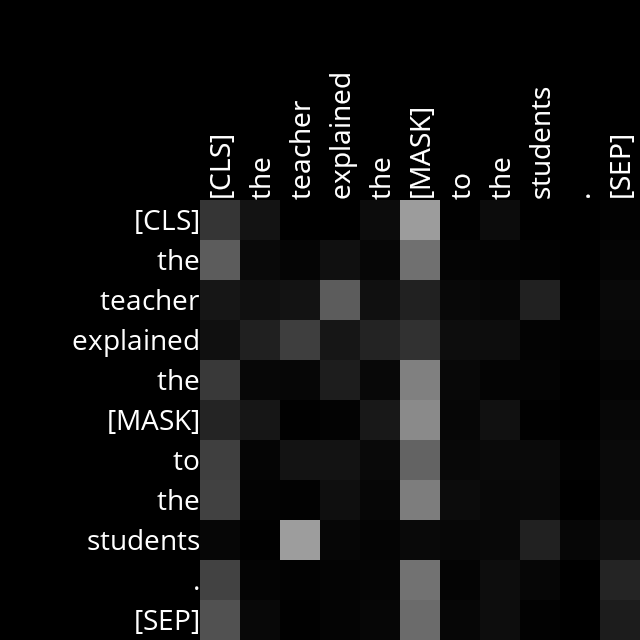 [CLS] the teacher explained the [MASK] to the students . [SEP]
[CLS]
the
teacher
explained
the
[MASK]
to
the
students
.
[SEP]